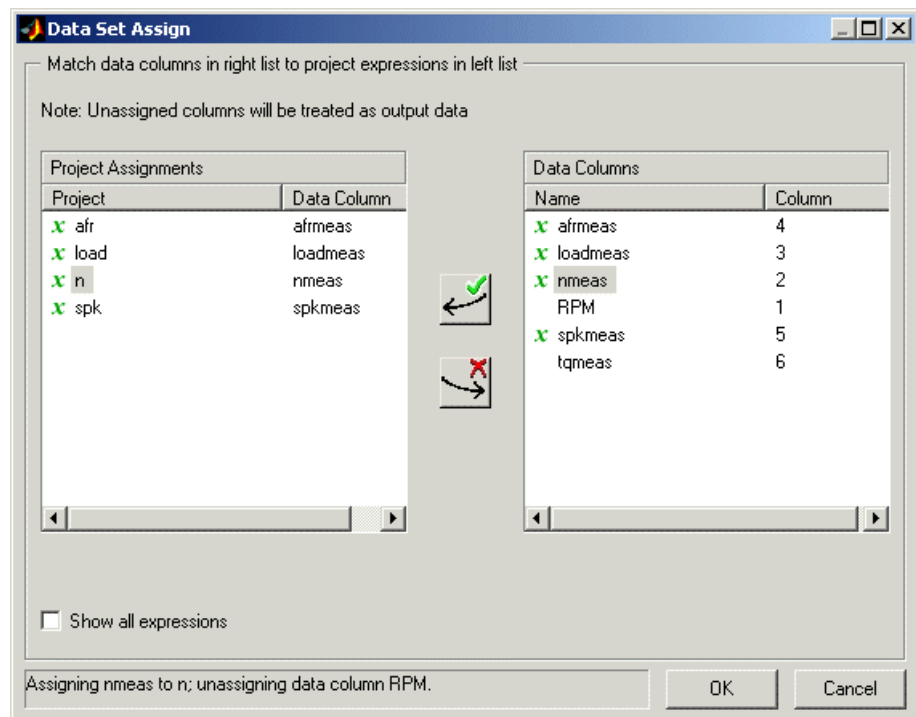 Data Set Assign
Match data columns in right list to project expressions in left list
Note: Unassigned columns will be treated as output data
Project Assignments
Project Data Column
x afr afrmeas
x load loadmeas
x n nmeas
x spk spkmeas
Data Columns
Name Column
x afrmeas 4
x loadmeas 3
x nmeas 2
RPM 1
x spkmeas 5
tqmeas 6
Show all expressions
Assigning nmeas to n; unassigning data column RPM.
OK Cancel